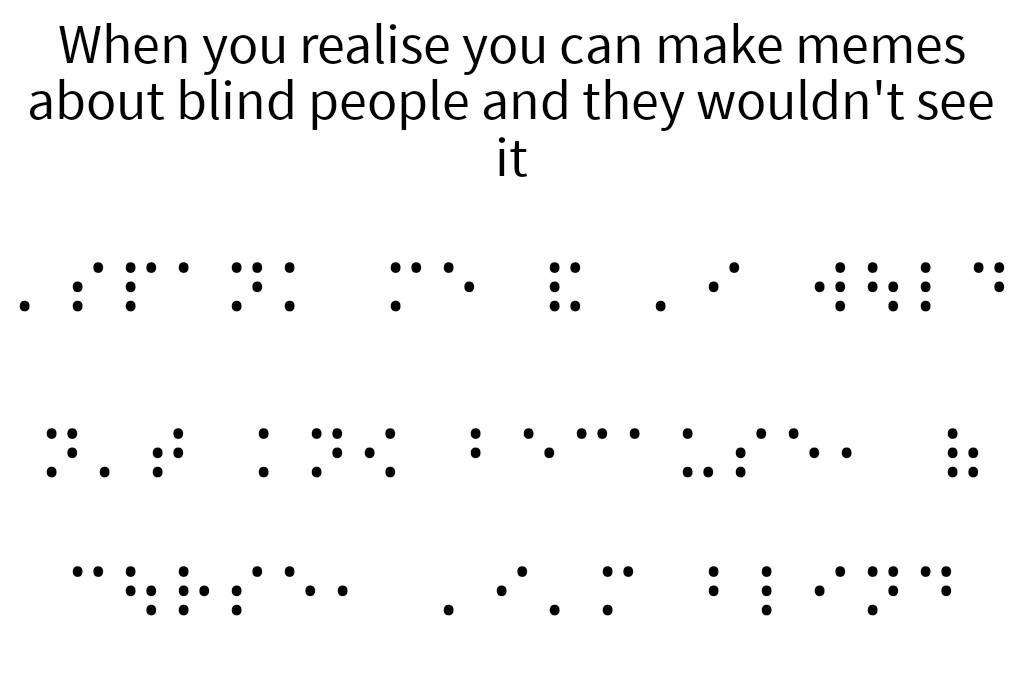 When you realise you can make memes
about blind people and they wouldn't see
it
⠄⠎⠏⠁⠝⠅ ⠍⠑ ⠯ ⠄⠊ ⠺⠳⠇⠙
⠝⠄⠞ ⠅⠝⠪ ⠃⠑⠉⠁⠥⠎⠑⠂ ⠷
⠉⠳⠗⠎⠑⠂ ⠄⠊⠄⠍ ⠃⠇⠊⠝⠙